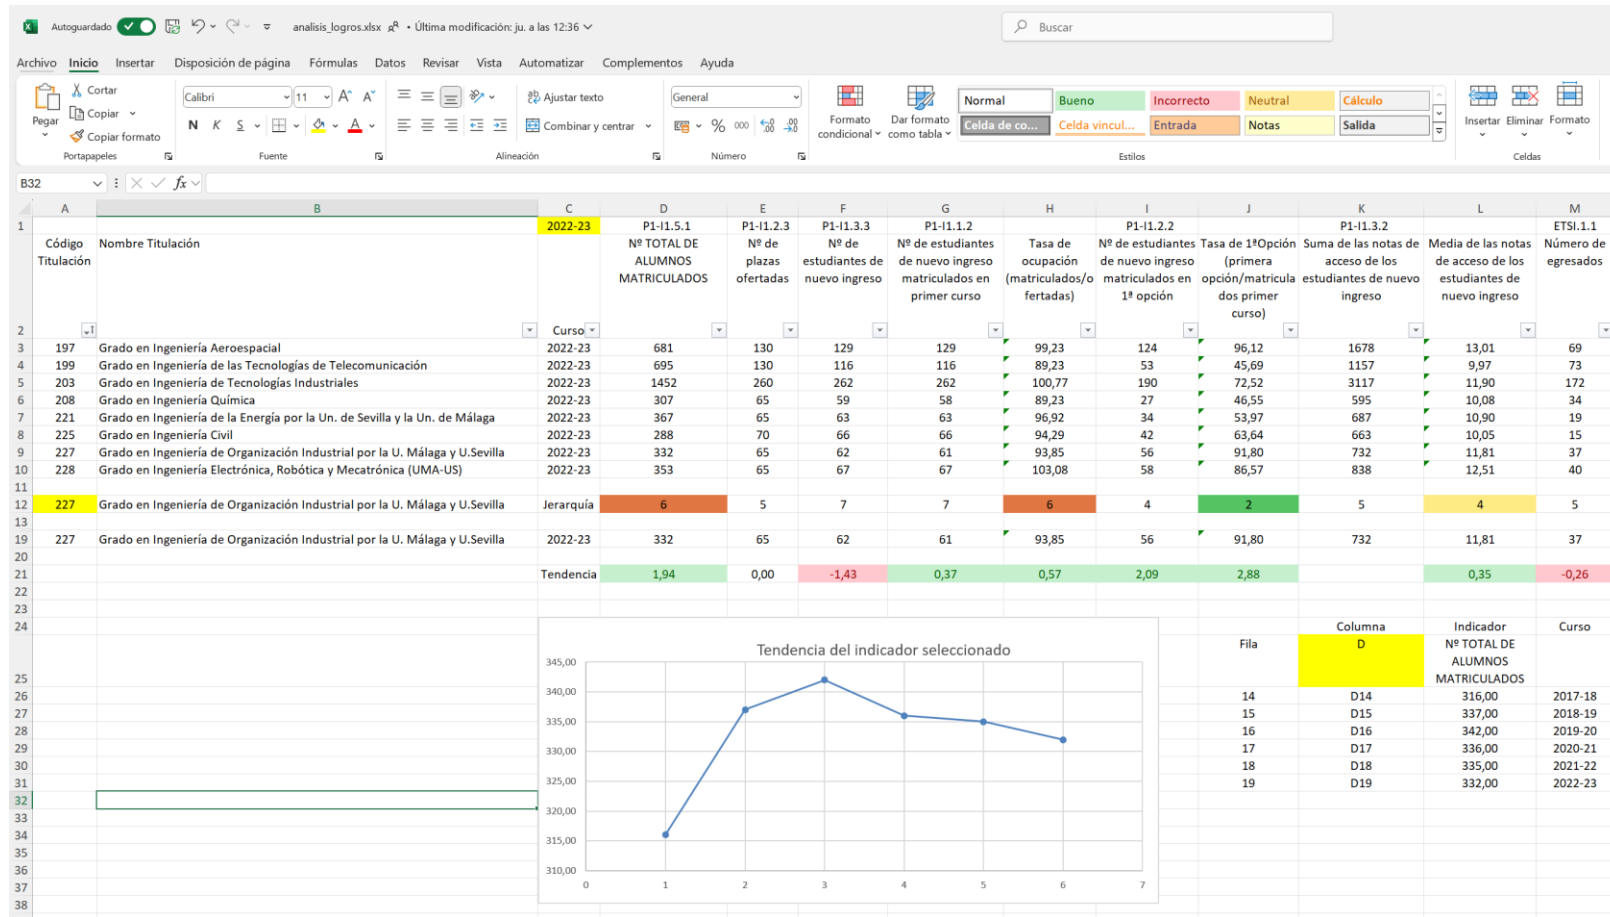 Autoguardado analisis_logros.xlsx • Última modificación: ju. a las 12:36 Buscar
Archivo Inicio Insertar Disposición de página Fórmulas Datos Revisar Vista Automatizar Complementos Ayuda
Pegar Cortar Copiar Copiar formato Portapapeles
Calibri 11 A^ A˅ N K S A Fuente
Ajustar texto Combinar y centrar Alineación
General % 000 Número
Formato condicional Dar formato como tabla
Normal Bueno Incorrecto Neutral Cálculo
Celda de co... Celda vincul... Entrada Notas Salida
Estilos
Insertar Eliminar Formato
Celdas
B32 fx
A B C D E F G H I J K L M
1 2022-23 P1-I1.5.1 P1-I1.2.3 P1-I1.3.3 P1-I1.1.2 P1-I1.2.2 P1-I1.3.2 ETSI.1.1
Código Nombre Titulación Nº TOTAL DE Nº de Nº de Nº de estudiantes Tasa de Nº de estudiantes Tasa de 1ªOpción Suma de las notas de Media de las notas Número de
Titulación ALUMNOS plazas estudiantes de de nuevo ingreso ocupación de nuevo ingreso (primera acceso de los de acceso de los egresados
MATRICULADOS ofertadas nuevo ingreso matriculados en (matriculados/o matriculados en opción/matricula estudiantes de nuevo estudiantes de
primer curso fertadas) 1ª opción dos primer ingreso nuevo ingreso
curso)
2 Curso
3 197 Grado en Ingeniería Aeroespacial 2022-23 681 130 129 129 99,23 124 96,12 1678 13,01 69
4 199 Grado en Ingeniería de las Tecnologías de Telecomunicación 2022-23 695 130 116 116 89,23 53 45,69 1157 9,97 73
5 203 Grado en Ingeniería de Tecnologías Industriales 2022-23 1452 260 262 262 100,77 190 72,52 3117 11,90 172
6 208 Grado en Ingeniería Química 2022-23 307 65 59 58 89,23 27 46,55 595 10,08 34
7 221 Grado en Ingeniería de la Energía por la Un. de Sevilla y la Un. de Málaga 2022-23 367 65 63 63 96,92 34 53,97 687 10,90 19
8 225 Grado en Ingeniería Civil 2022-23 288 70 66 66 94,29 42 63,64 663 10,05 15
9 227 Grado en Ingeniería de Organización Industrial por la U. Málaga y U.Sevilla 2022-23 332 65 62 61 93,85 56 91,80 732 11,81 37
10 228 Grado en Ingeniería Electrónica, Robótica y Mecatrónica (UMA-US) 2022-23 353 65 67 67 103,08 58 86,57 838 12,51 40
11
12 227 Grado en Ingeniería de Organización Industrial por la U. Málaga y U.Sevilla Jerarquía 6 5 7 7 6 4 2 5 4 5
13
19 227 Grado en Ingeniería de Organización Industrial por la U. Málaga y U.Sevilla 2022-23 332 65 62 61 93,85 56 91,80 732 11,81 37
20
21 Tendencia 1,94 0,00 -1,43 0,37 0,57 2,09 2,88 0,35 -0,26
22
23
24 Columna Indicador Curso
25 Fila D Nº TOTAL DE ALUMNOS MATRICULADOS
26 14 D14 316,00 2017-18
27 15 D15 337,00 2018-19
28 16 D16 342,00 2019-20
29 17 D17 336,00 2020-21
30 18 D18 335,00 2021-22
31 19 D19 332,00 2022-23
32
33
34
35
36
37
38
Tendencia del indicador seleccionado
345,00
340,00
335,00
330,00
325,00
320,00
315,00
310,00
0 1 2 3 4 5 6 7